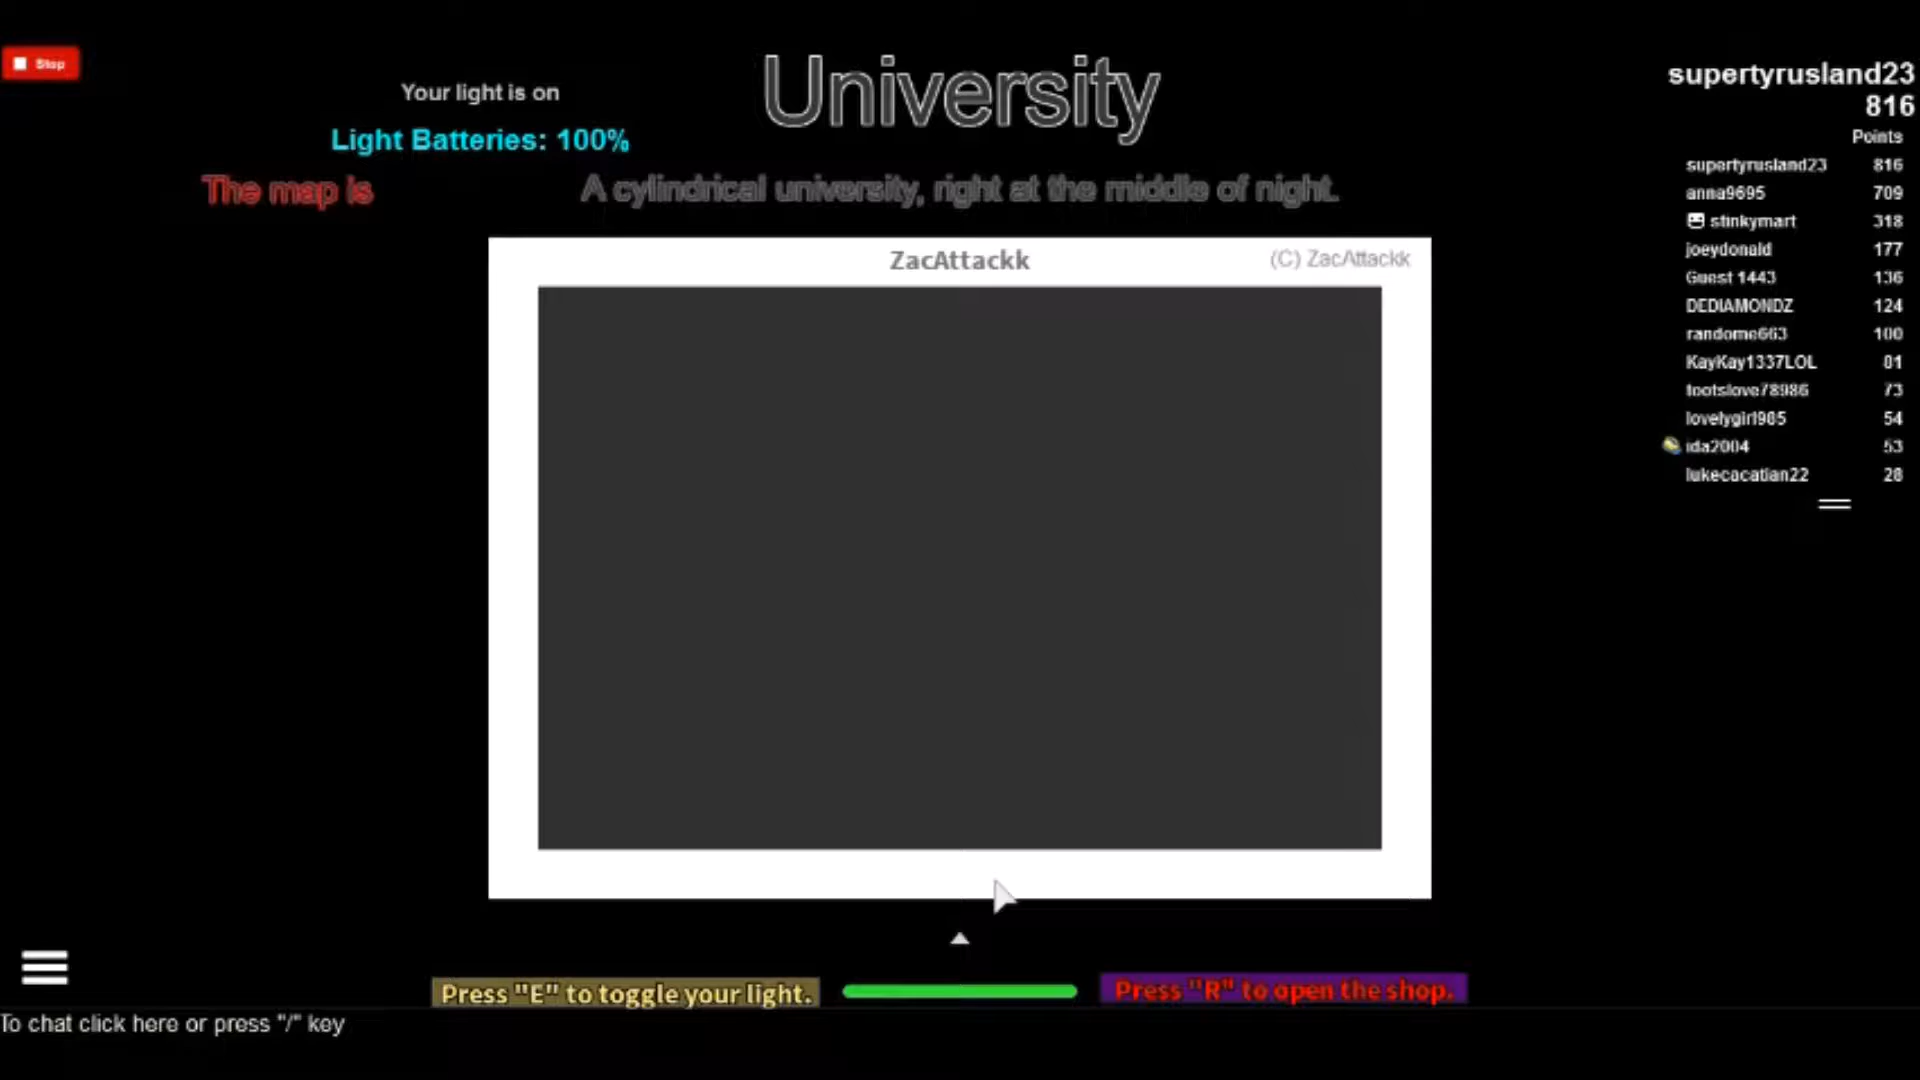 Stop
Your light is on
Light Batteries: 100%
The map is
University
A cylindrical university, right at the middle of night.
ZacAttackk
(C) ZacAttackk
supertyrusland23
816
Points
supertyrusland23 816
anna9695 709
stinkymart 318
joeydonald 177
Guest 1443 136
DEDIAMONDZ 124
randome663 100
KayKay1337LOL 81
tootslove78986 73
lovelygirl985 54
ida2004 53
lukecacatian22 28
Press "E" to toggle your light.
Press "R" to open the shop.
To chat click here or press "/" key